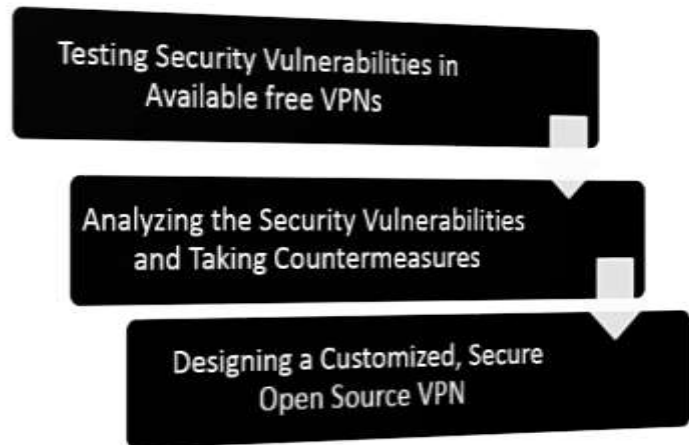 Testing Security Vulnerabilities in
Available free VPNs
Analyzing the Security Vulnerabilities
and Taking Countermeasures
Designing a Customized, Secure
Open Source VPN